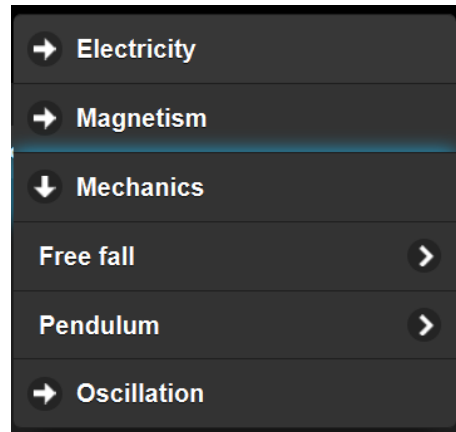 Electricity
Magnetism
Mechanics
Free fall
Pendulum
Oscillation